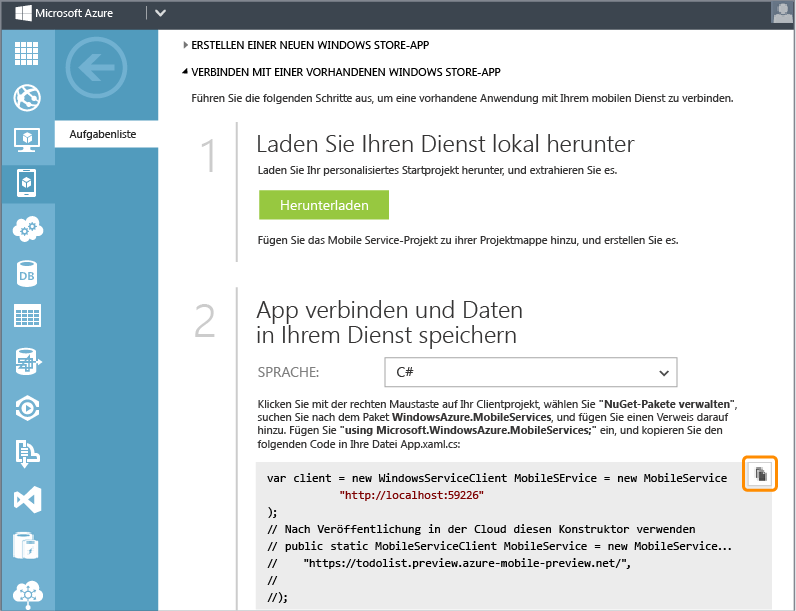 Microsoft Azure
ERSTELLEN EINER NEUEN WINDOWS STORE-APP
VERBINDEN MIT EINER VORHANDENEN WINDOWS STORE-APP
Führen Sie die folgenden Schritte aus, um eine vorhandene Anwendung mit Ihrem mobilen Dienst zu verbinden.
Aufgabenliste
1
Laden Sie Ihren Dienst lokal herunter
Laden Sie Ihr personalisiertes Startprojekt herunter, und extrahieren Sie es.
Herunterladen
Fügen Sie das Mobile Service-Projekt zu ihrer Projektmappe hinzu, und erstellen Sie es.
DB
2
App verbinden und Daten
in Ihrem Dienst speichern
SPRACHE:
C#
Klicken Sie mit der rechten Maustaste auf Ihr Clientprojekt, wählen Sie "NuGet-Pakete verwalten",
suchen Sie nach dem Paket WindowsAzure.MobileServices, und fügen Sie einen Verweis darauf
hinzu. Fügen Sie "using Microsoft.WindowsAzure.MobileServices;" ein, und kopieren Sie den
folgenden Code in Ihre Datei App.xaml.cs:
var client = new WindowsServiceClient MobileSErvice = new MobileService
"http://localhost:59226"
);
// Nach Veröffentlichung in der Cloud diesen Konstruktor verwenden
// public static MobileServiceClient MobileService = new MobileService...
// "https://todolist.preview.azure-mobile-preview.net/",
//
//);